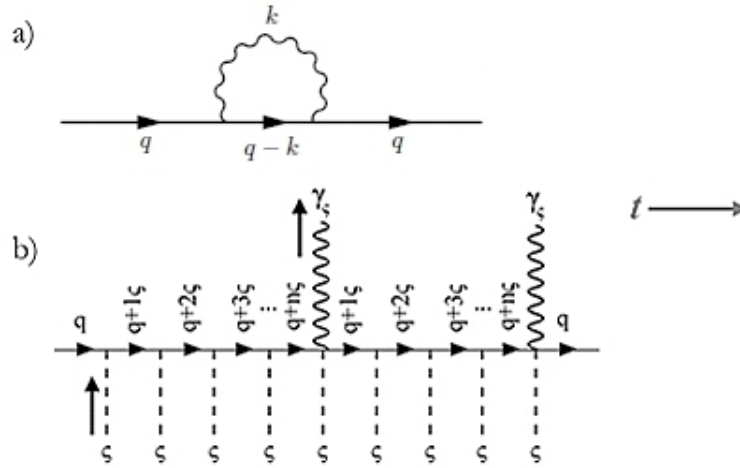 a)
k
q q − k q
γς γς
t
b)
q q+1ς q+2ς q+3ς ... q+nς q+1ς q+2ς q+3ς ... q+nς q
ς ς ς ς ς ς ς ς ς